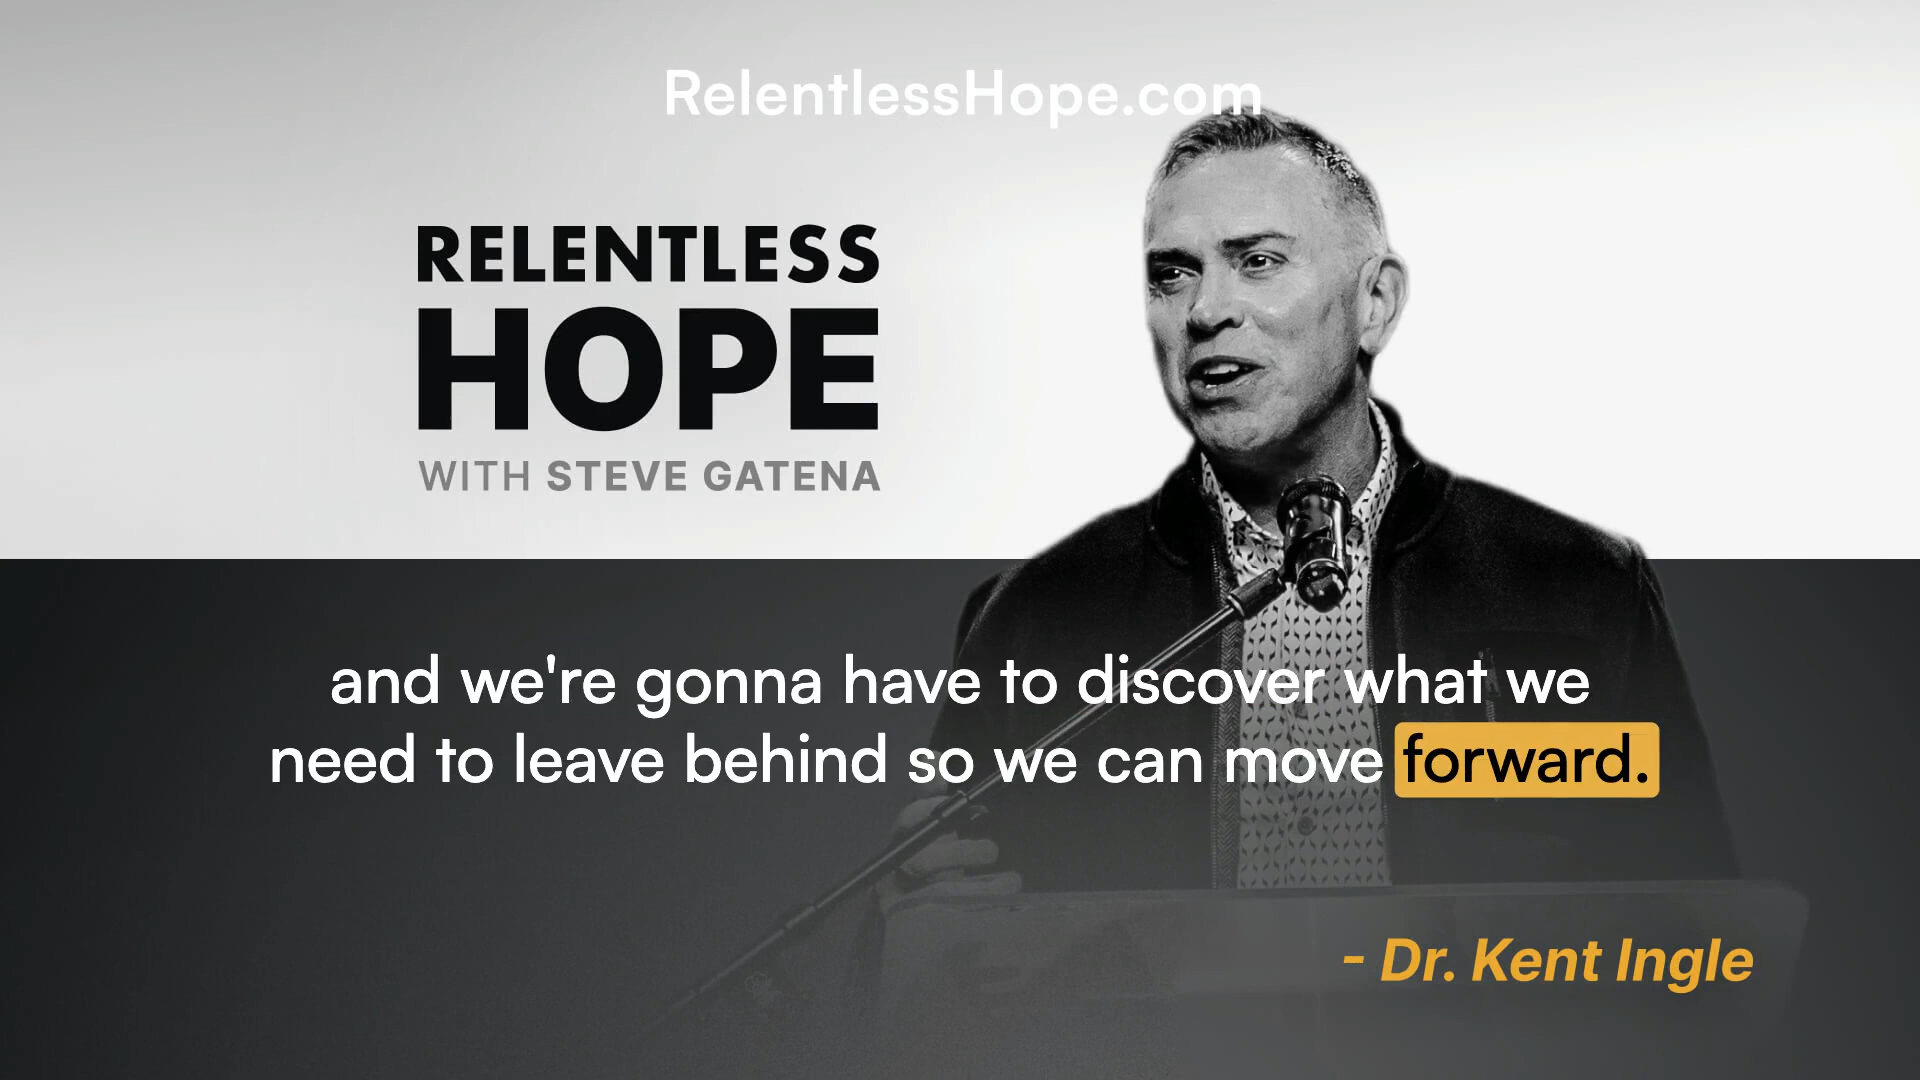 RelentlessHope.com
RELENTLESS
HOPE
WITH STEVE GATENA
and we're gonna have to discover what we
need to leave behind so we can move forward.
- Dr. Kent Ingle